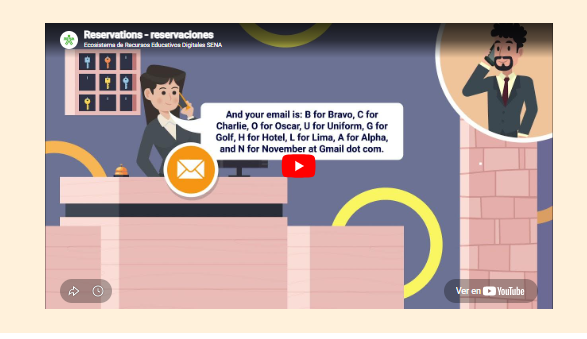 Reservations - reservaciones
Ecosistema de Recursos Educativos Digitales SENA
And your email is: B for Bravo, C for
Charlie, O for Oscar, U for Uniform, G for
Golf, H for Hotel, L for Lima, A for Alpha,
and N for November at Gmail dot com.
Ver en YouTube